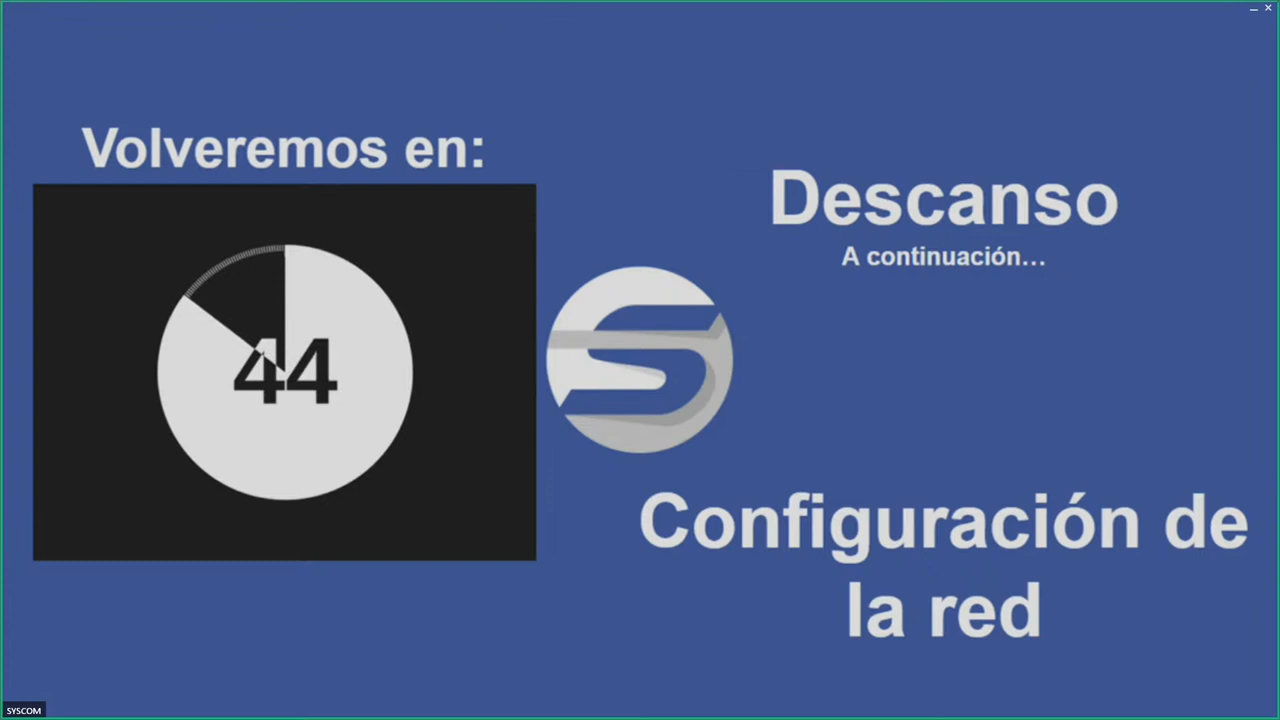 Volveremos en:
44
Descanso
A continuación...
Configuración de
la red
SYSCOM